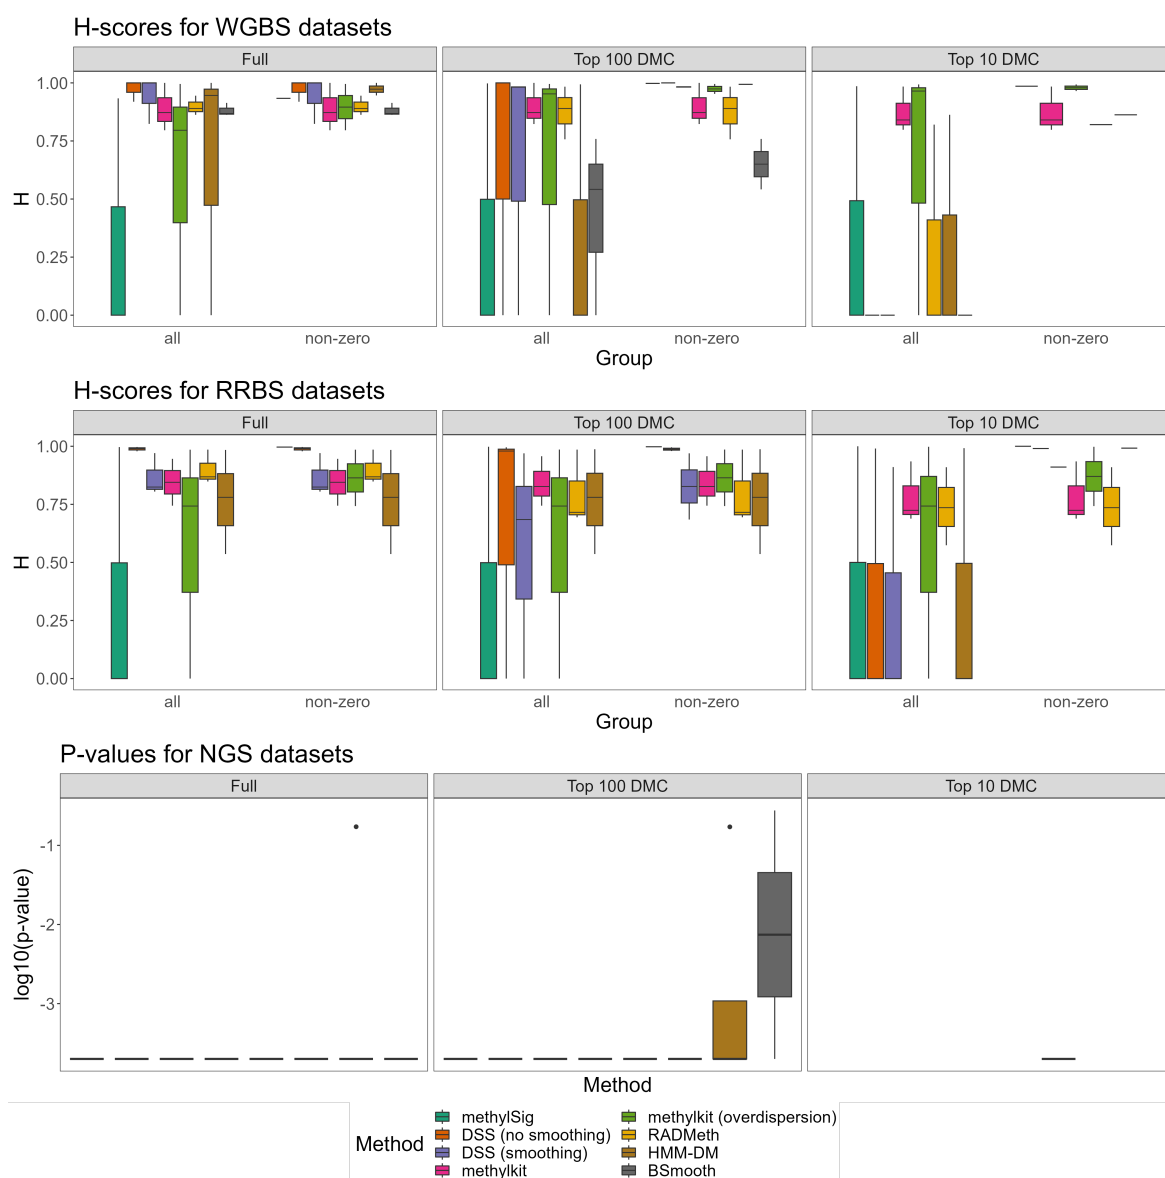 H-scores for WGBS datasets
Full
Top 100 DMC
Top 10 DMC
1.00
0.75
0.50
0.25
0.00
H
all
non-zero
all
non-zero
all
non-zero
Group
H-scores for RRBS datasets
Full
Top 100 DMC
Top 10 DMC
1.00
0.75
0.50
0.25
0.00
H
all
non-zero
all
non-zero
all
non-zero
Group
P-values for NGS datasets
Full
Top 100 DMC
Top 10 DMC
-1
-2
-3
log10(p-value)
Method
Method
methylSig
DSS (no smoothing)
DSS (smoothing)
methylkit
methylkit (overdispersion)
RADMeth
HMM-DM
BSmooth